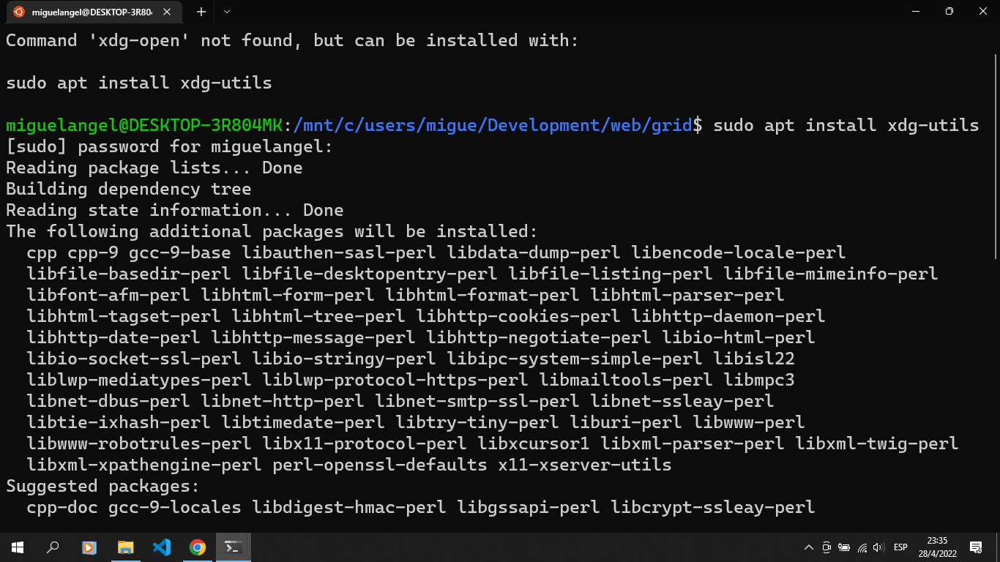 miguelangel@DESKTOP-3R80
Command 'xdg-open' not found, but can be installed with:
sudo apt install xdg-utils
miguelangel@DESKTOP-3R804MK:/mnt/c/users/migue/Development/web/grid$ sudo apt install xdg-utils
[sudo] password for miguelangel:
Reading package lists... Done
Building dependency tree
Reading state information... Done
The following additional packages will be installed:
cpp cpp-9 gcc-9-base libauthen-sasl-perl libdata-dump-perl libencode-locale-perl
libfile-basedir-perl libfile-desktopentry-perl libfile-listing-perl libfile-mimeinfo-perl
libfont-afm-perl libhtml-form-perl libhtml-format-perl libhtml-parser-perl
libhtml-tagset-perl libhtml-tree-perl libhttp-cookies-perl libhttp-daemon-perl
libhttp-date-perl libhttp-message-perl libhttp-negotiate-perl libio-html-perl
libio-socket-ssl-perl libio-stringy-perl libipc-system-simple-perl libisl22
liblwp-mediatypes-perl liblwp-protocol-https-perl libmailtools-perl libmpc3
libnet-dbus-perl libnet-http-perl libnet-smtp-ssl-perl libnet-ssleay-perl
libtie-ixhash-perl libtimedate-perl libtry-tiny-perl liburi-perl libwww-perl
libwww-robotrules-perl libx11-protocol-perl libxcursor1 libxml-parser-perl libxml-twig-perl
libxml-xpathengine-perl perl-openssl-defaults x11-xserver-utils
Suggested packages:
cpp-doc gcc-9-locales libdigest-hmac-perl libgssapi-perl libcrypt-ssleay-perl
ESP
23:35
28/4/2022